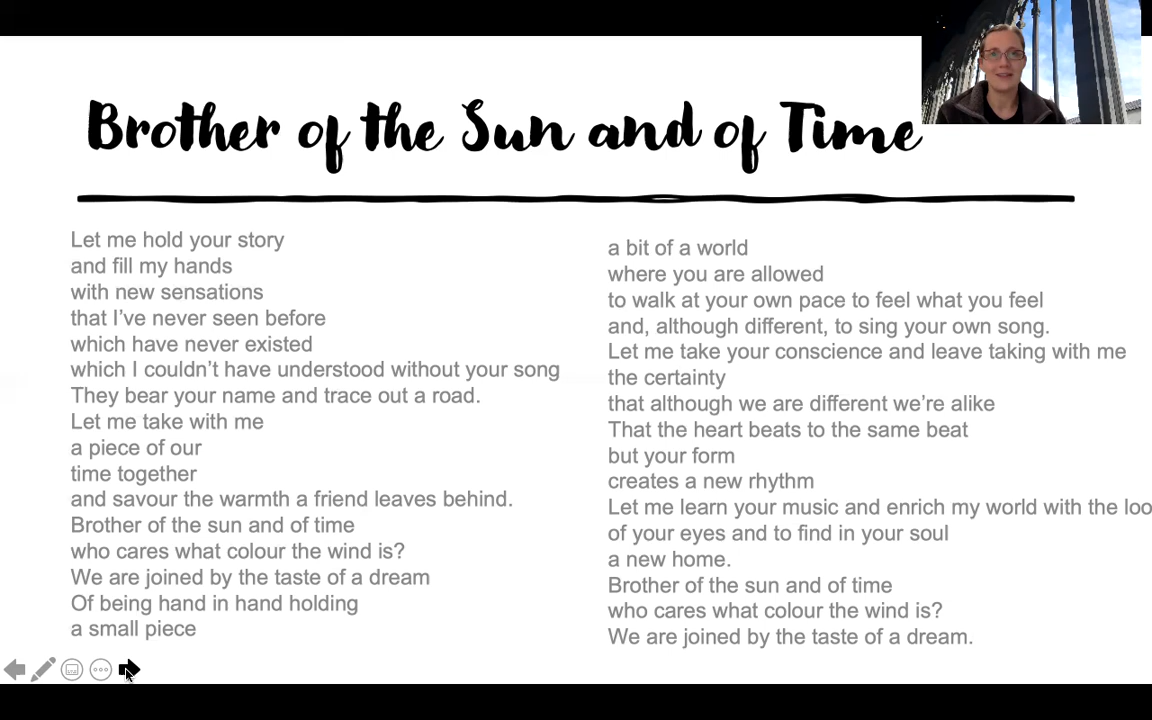 Brother of the Sun and of Time
Let me hold your story
and fill my hands
with new sensations
that I've never seen before
which have never existed
which I couldn't have understood without your song
They bear your name and trace out a road.
Let me take with me
a piece of our
time together
and savour the warmth a friend leaves behind.
Brother of the sun and of time
who cares what colour the wind is?
We are joined by the taste of a dream
Of being hand in hand holding
a small piece
a bit of a world
where you are allowed
to walk at your own pace to feel what you feel
and, although different, to sing your own song.
Let me take your conscience and leave taking with me
the certainty
that although we are different we're alike
That the heart beats to the same beat
but your form
creates a new rhythm
Let me learn your music and enrich my world with the loo
of your eyes and to find in your soul
a new home.
Brother of the sun and of time
who cares what colour the wind is?
We are joined by the taste of a dream.